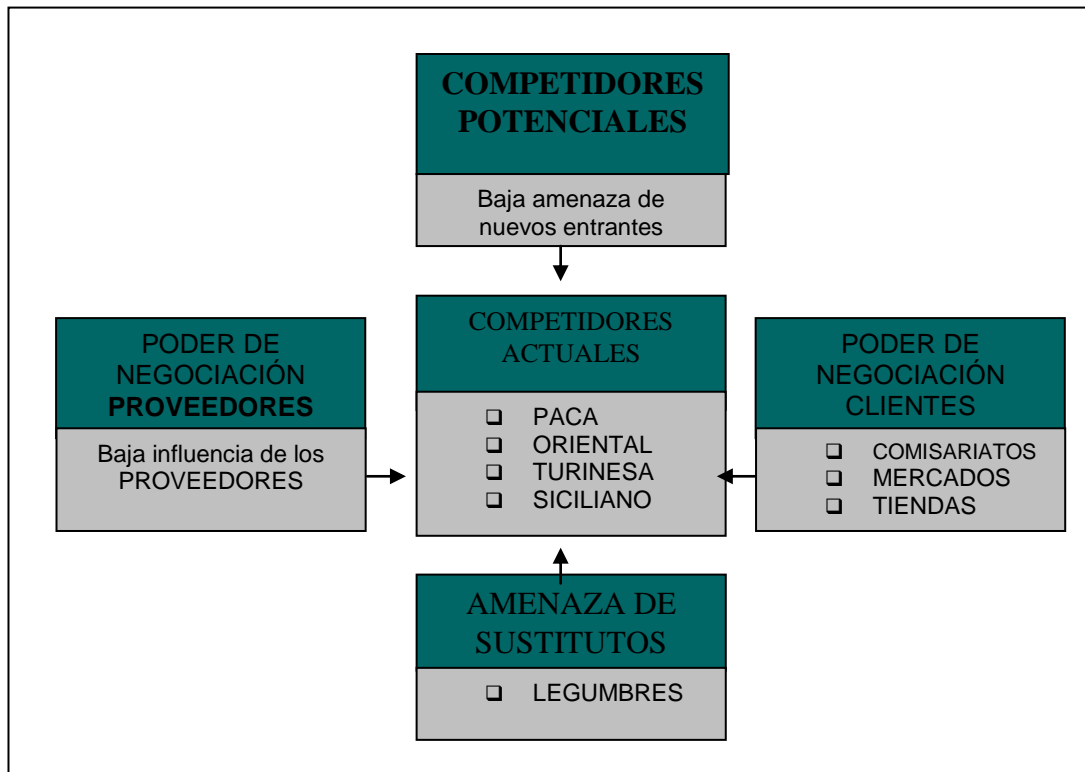 COMPETIDORES
POTENCIALES
Baja amenaza de
nuevos entrantes
PODER DE
NEGOCIACIÓN
PROVEEDORES
Baja influencia de los
PROVEEDORES
COMPETIDORES
ACTUALES
PACA
ORIENTAL
TURINESA
SICILIANO
PODER DE
NEGOCIACIÓN
CLIENTES
COMISARIATOS
MERCADOS
TIENDAS
AMENAZA DE
SUSTITUTOS
LEGUMBRES